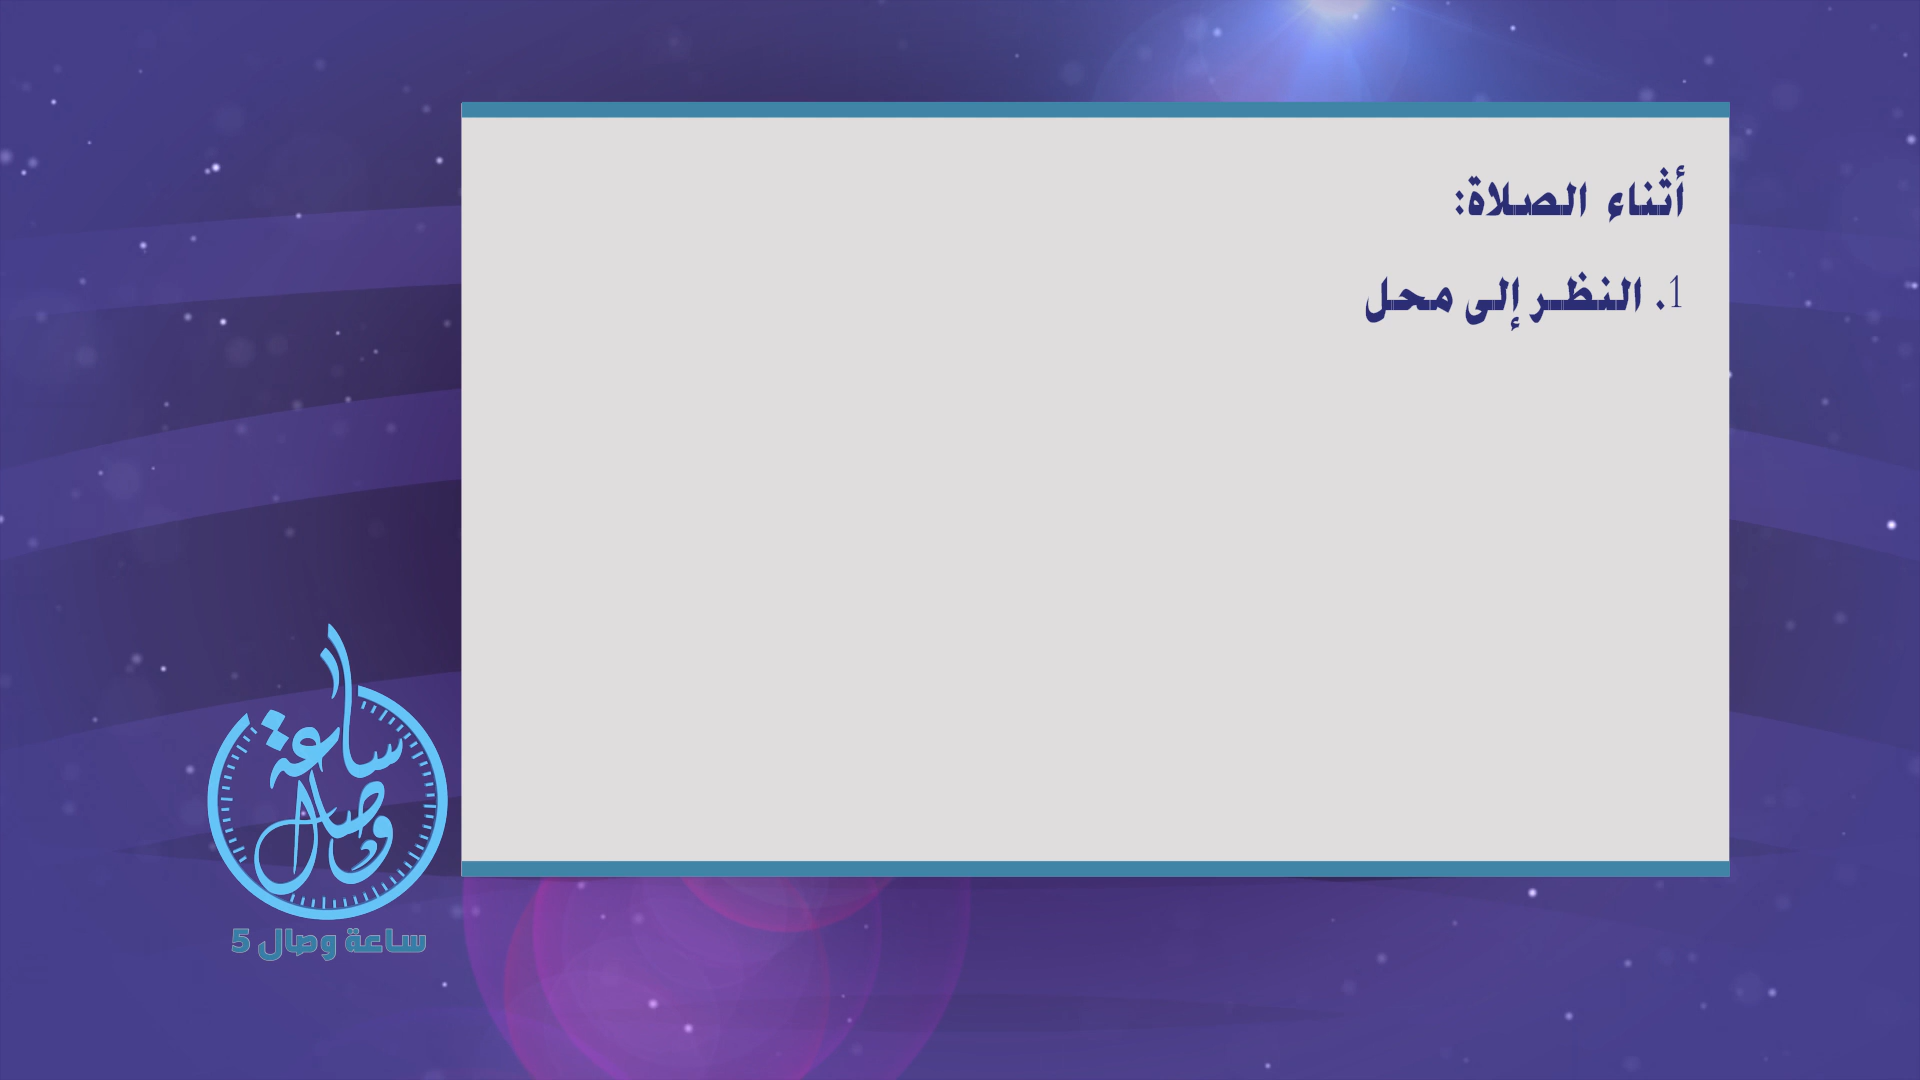 أثناء الصلاة:
1. النظر إلى محل
ساعة وصال
ساعة وصال 5